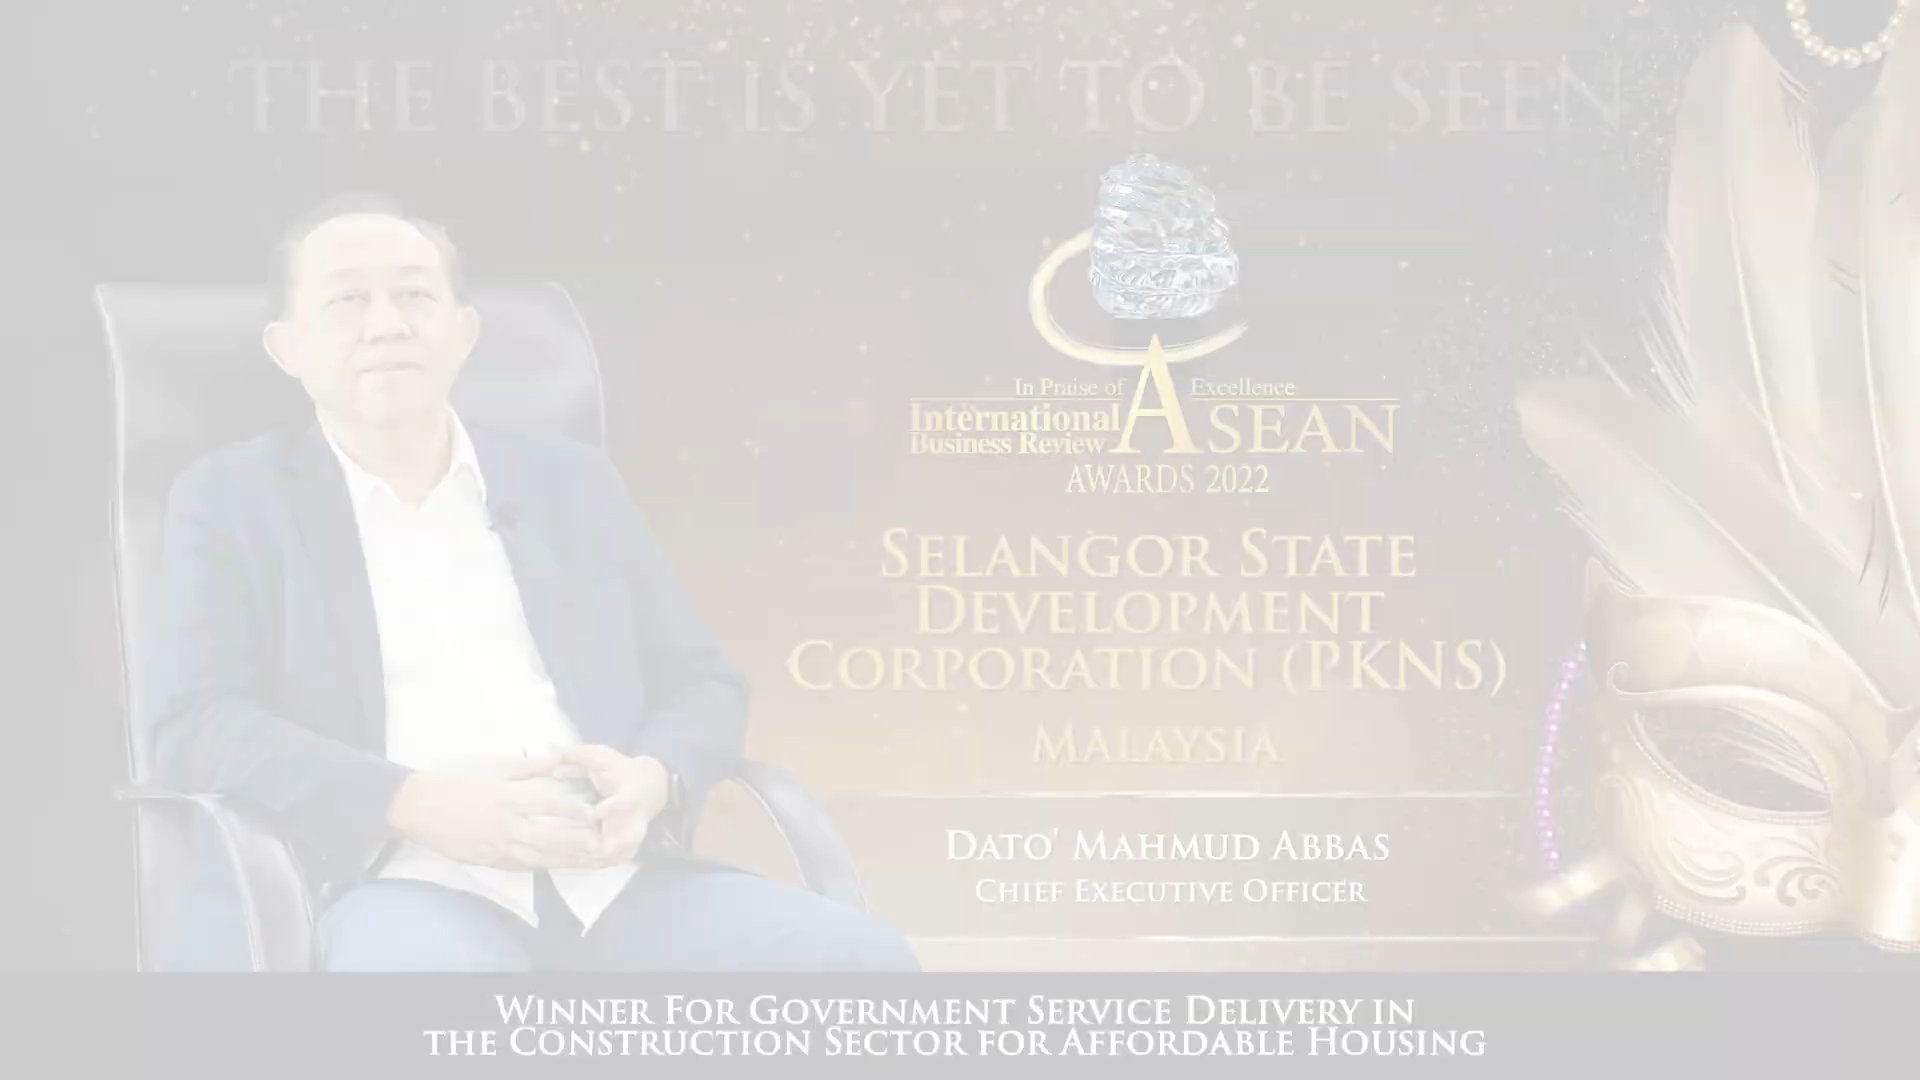 THE BEST IS YET TO BE SEEN
In Praise of Excellence
International
Business Review
ASEAN
AWARDS 2022
SELANGOR STATE
DEVELOPMENT
CORPORATION (PKNS)
MALAYSIA
DATO' MAHMUD ABBAS
CHIEF EXECUTIVE OFFICER
WINNER FOR GOVERNMENT SERVICE DELIVERY IN
THE CONSTRUCTION SECTOR FOR AFFORDABLE HOUSING